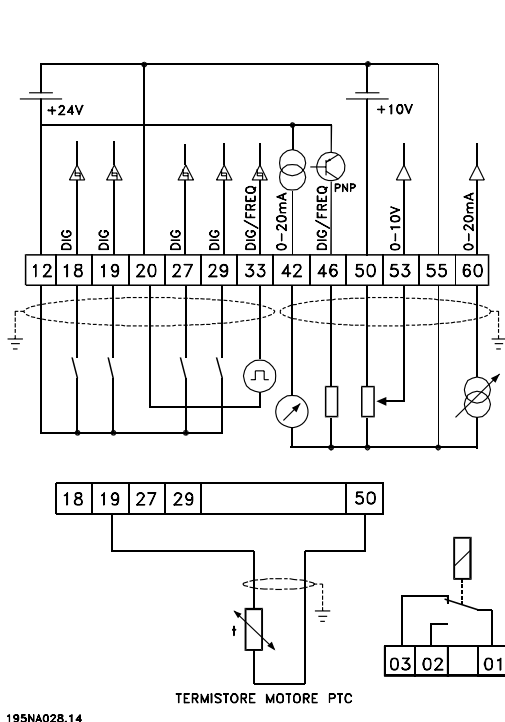 +24V
+10V
PNP
DIG
DIG
DIG
DIG
DIG/FREQ
0-20mA
DIG/FREQ
0-10V
0-20mA
12 18 19 20 27 29 33 42 46 50 53 55 60
18 19 27 29 50
t
03 02 01
TERMISTORE MOTORE PTC
195NA028.14